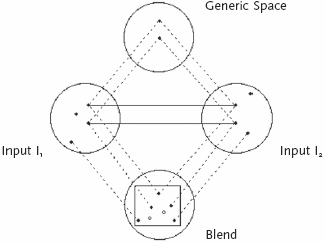 Generic Space
Input I₁
Input I₂
Blend